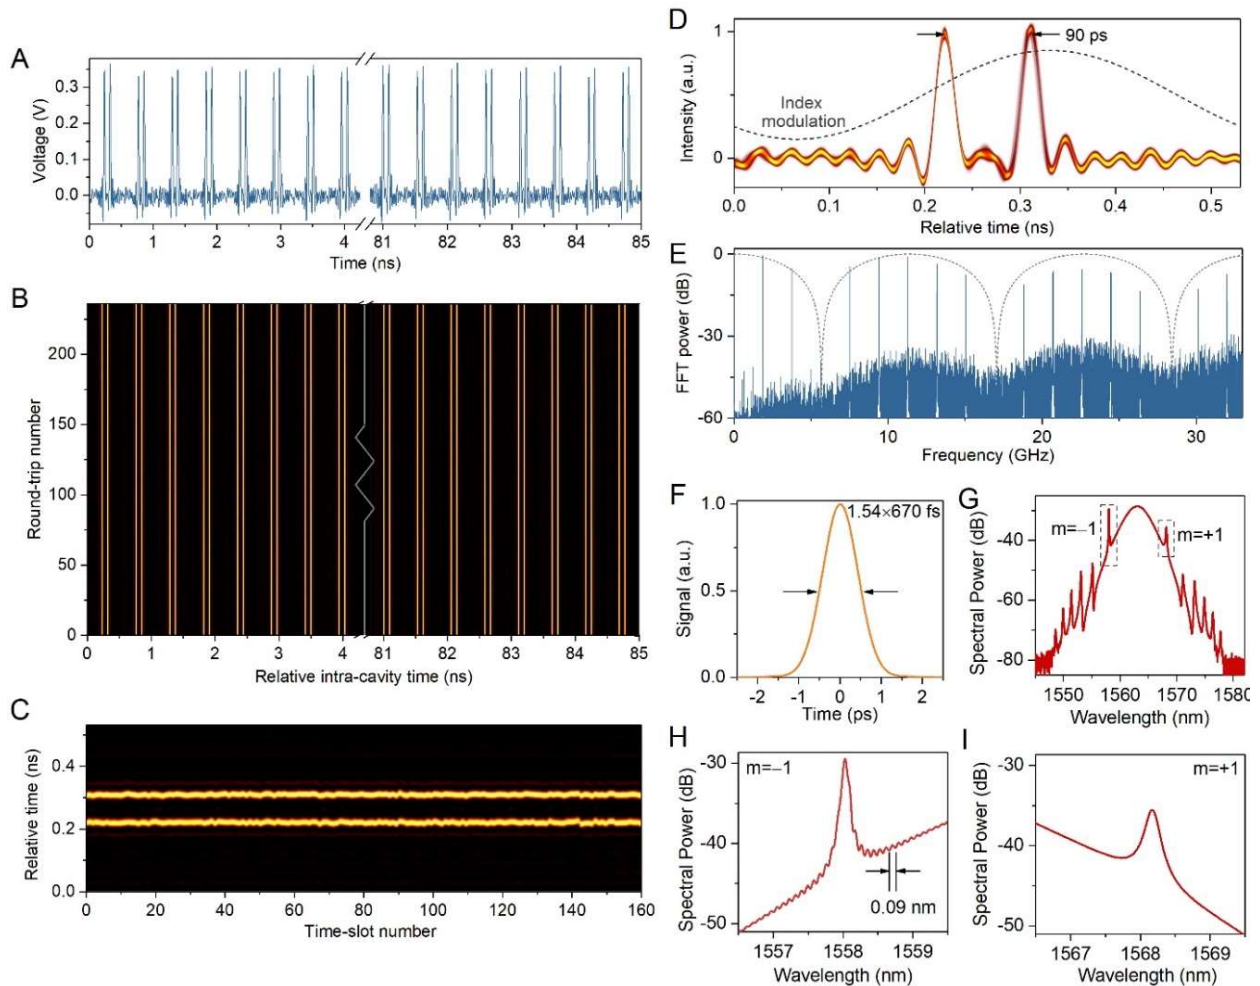 A
Voltage (V)
0.3
0.2
0.1
0.0
0 1 2 3 4 81 82 83 84 85
Time (ns)
B
Round-trip number
200
150
100
50
0
0 1 2 3 4 81 82 83 84 85
Relative intra-cavity time (ns)
C
Relative time (ns)
0.4
0.2
0.0
0 20 40 60 80 100 120 140 160
Time-slot number
D
Intensity (a.u.)
1
0
90 ps
Index
modulation
0.0 0.1 0.2 0.3 0.4 0.5
Relative time (ns)
E
FFT power (dB)
0
-30
-60
0 10 20 30
Frequency (GHz)
F
Signal (a.u.)
1.0
0.5
0.0
1.54×670 fs
-2 -1 0 1 2
Time (ps)
G
Spectral Power (dB)
-40
-60
-80
m=−1
m=+1
1550 1560 1570 1580
Wavelength (nm)
H
Spectral Power (dB)
-30
-40
-50
m=−1
0.09 nm
1557 1558 1559
Wavelength (nm)
I
Spectral Power (dB)
-30
-40
-50
m=+1
1567 1568 1569
Wavelength (nm)